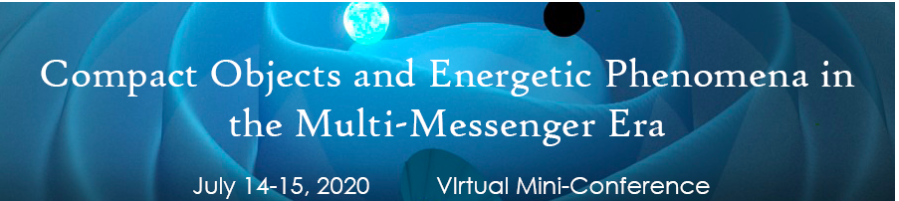 Compact Objects and Energetic Phenomena in
the Multi-Messenger Era
July 14-15, 2020 VIrtual Mini-Conference